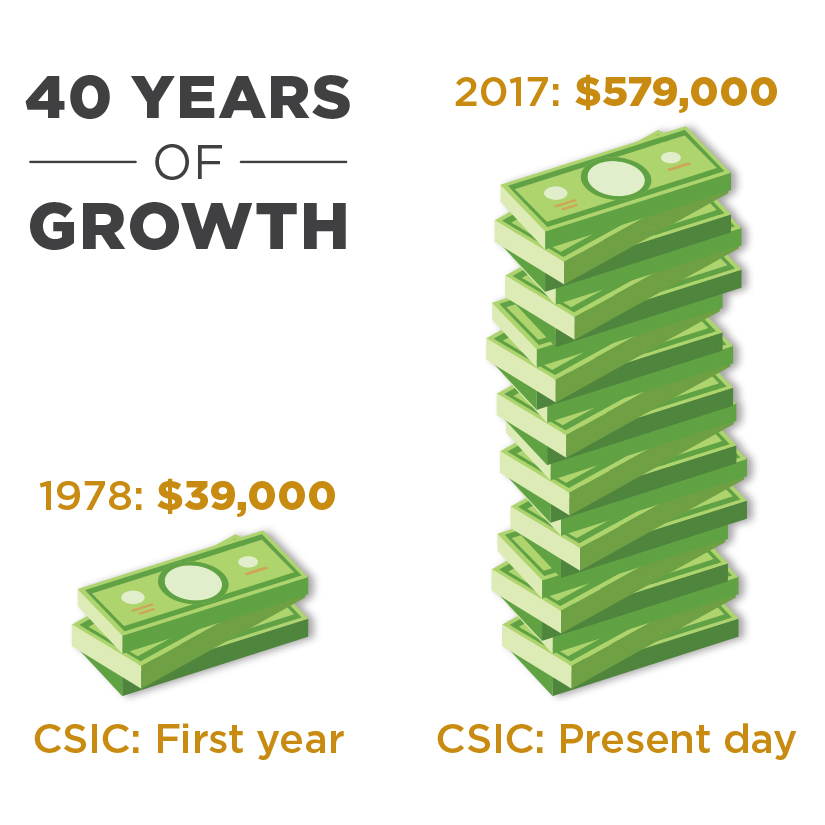 40 YEARS
OF
GROWTH
2017: $579,000
1978: $39,000
CSIC: First year
CSIC: Present day